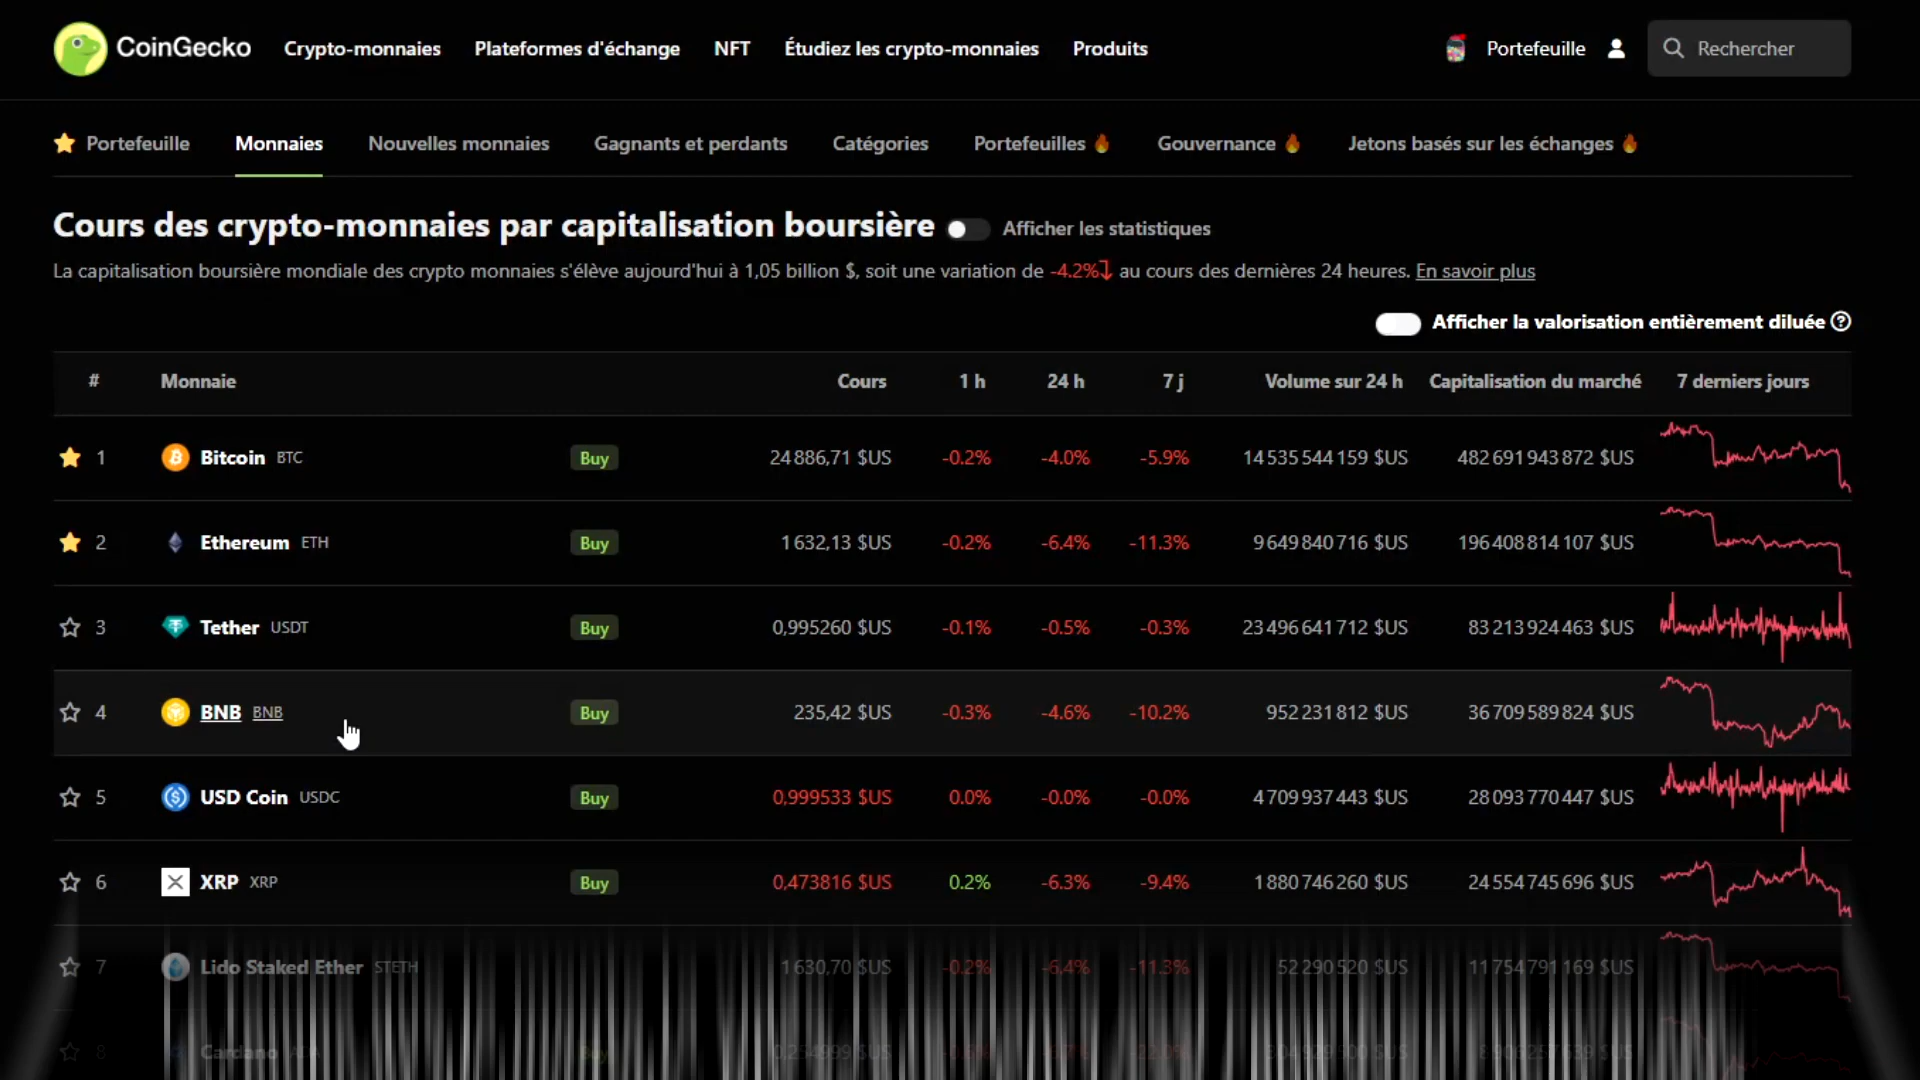 CoinGecko Crypto-monnaies Plateformes d'échange NFT Étudiez les crypto-monnaies Produits Portefeuille Rechercher
Portefeuille Monnaies Nouvelles monnaies Gagnants et perdants Catégories Portefeuilles Gouvernance Jetons basés sur les échanges
Cours des crypto-monnaies par capitalisation boursière Afficher les statistiques
La capitalisation boursière mondiale des crypto monnaies s'élève aujourd'hui à 1,05 billion $, soit une variation de -4.2% au cours des dernières 24 heures. En savoir plus
Afficher la valorisation entièrement diluée ?
# Monnaie Cours 1 h 24 h 7 j Volume sur 24 h Capitalisation du marché 7 derniers jours
1 Bitcoin BTC Buy 24 886,71 $US -0.2% -4.0% -5.9% 14 535 544 159 $US 482 691 943 872 $US
2 Ethereum ETH Buy 1 632,13 $US -0.2% -6.4% -11.3% 9 649 840 716 $US 196 408 814 107 $US
3 Tether USDT Buy 0,995260 $US -0.1% -0.5% -0.3% 23 496 641 712 $US 83 213 924 463 $US
4 BNB BNB Buy 235,42 $US -0.3% -4.6% -10.2% 952 231 812 $US 36 709 589 824 $US
5 USD Coin USDC Buy 0,999533 $US 0.0% -0.0% -0.0% 4 709 937 443 $US 28 093 770 447 $US
6 XRP XRP Buy 0,473816 $US 0.2% -6.3% -9.4% 1 880 746 260 $US 24 554 745 696 $US
7 Lido Staked Ether STETH 1 630,70 $US -0.2% -6.4% -11.3% 52 290 520 $US 11 754 791 169 $US
8 Cardano ADA Buy